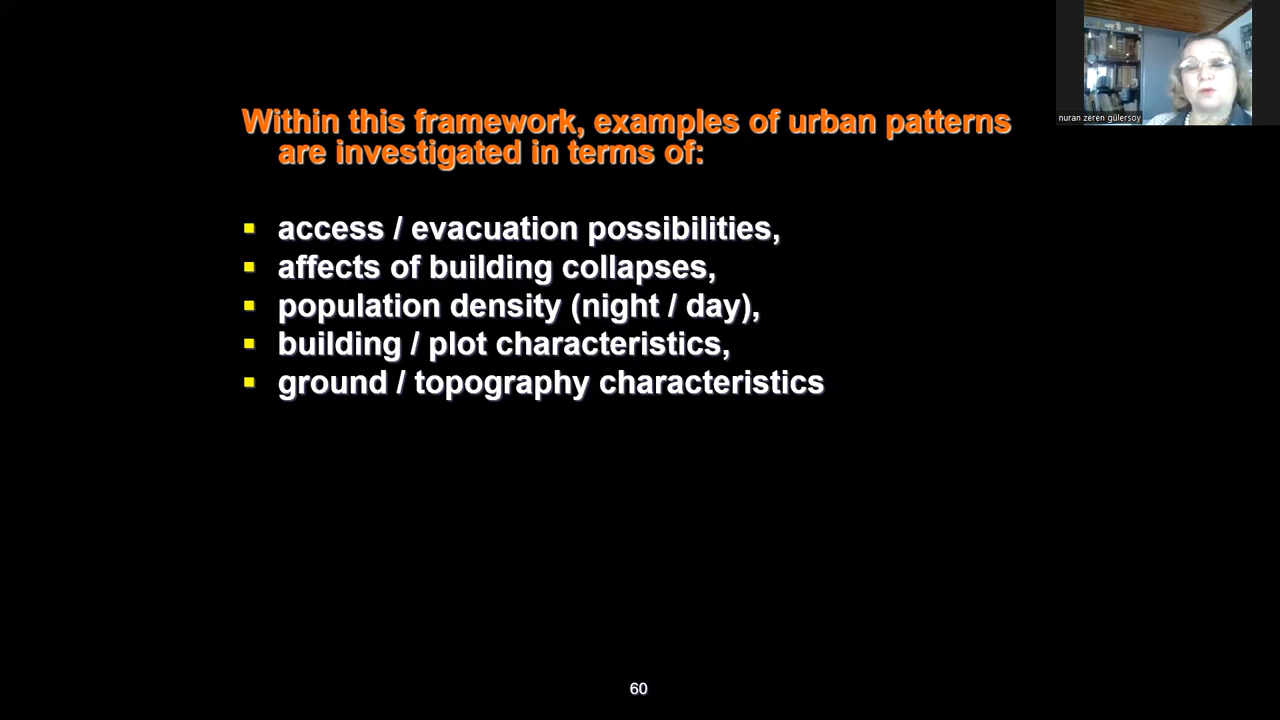 Within this framework, examples of urban patterns
are investigated in terms of:
▪ access / evacuation possibilities,
▪ affects of building collapses,
▪ population density (night / day),
▪ building / plot characteristics,
▪ ground / topography characteristics
nuran zeren gülersoy
60